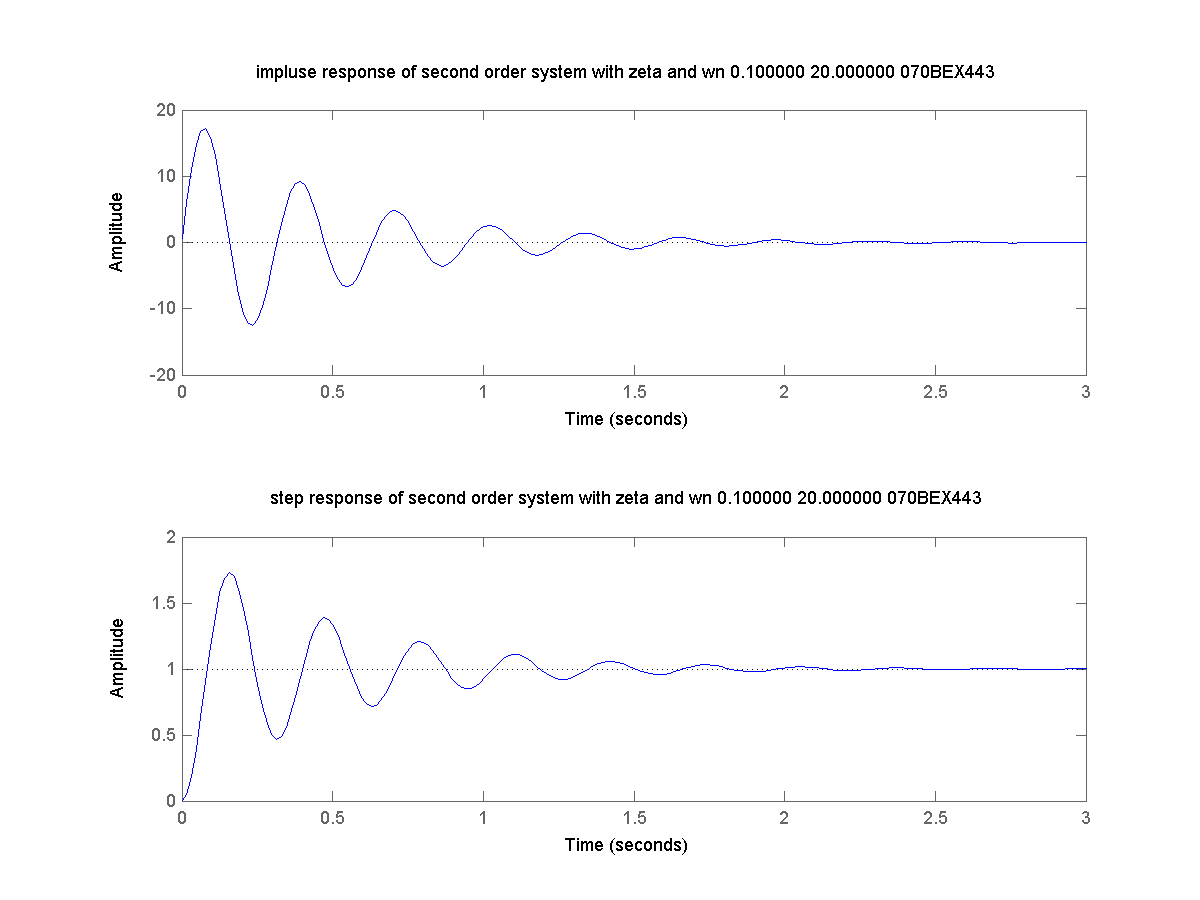 impluse response of second order system with zeta and wn 0.100000 20.000000 070BEX443
20
10
0
-10
-20
Amplitude
0 0.5 1 1.5 2 2.5 3
Time (seconds)
step response of second order system with zeta and wn 0.100000 20.000000 070BEX443
2
1.5
1
0.5
0
Amplitude
0 0.5 1 1.5 2 2.5 3
Time (seconds)